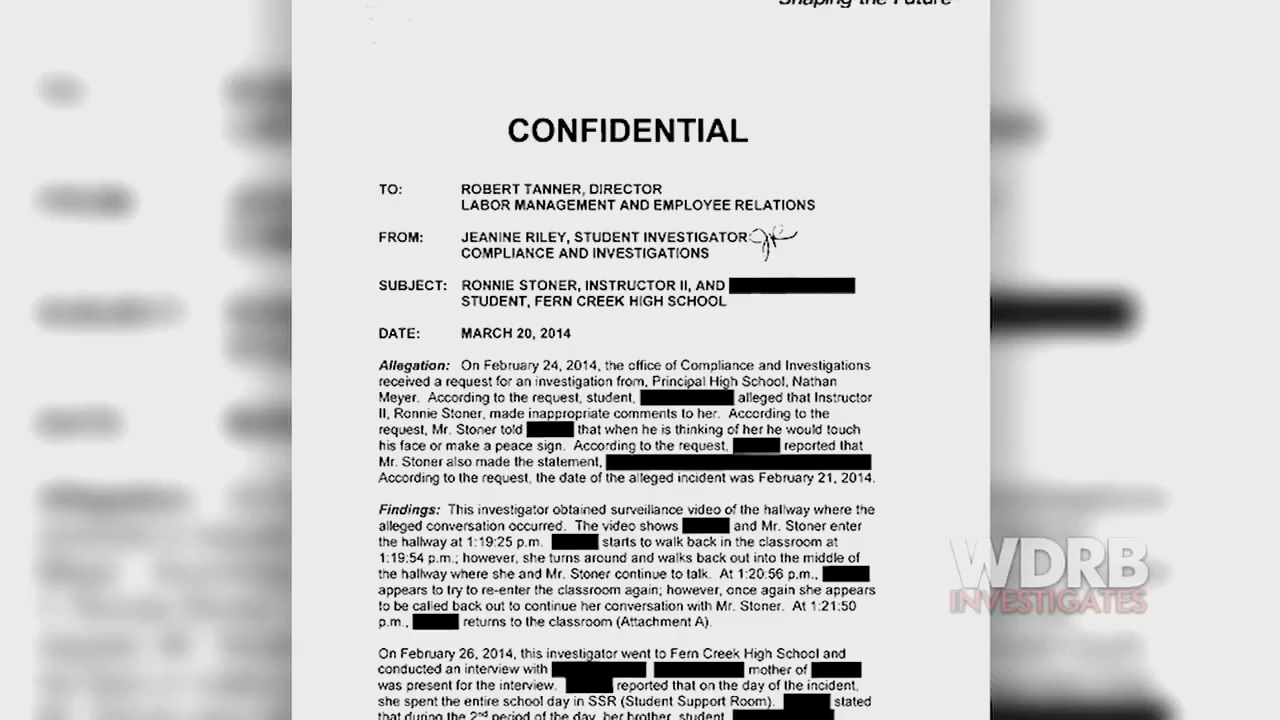 Shaping the Future
CONFIDENTIAL
TO: ROBERT TANNER, DIRECTOR
LABOR MANAGEMENT AND EMPLOYEE RELATIONS
FROM: JEANINE RILEY, STUDENT INVESTIGATOR
COMPLIANCE AND INVESTIGATIONS
SUBJECT: RONNIE STONER, INSTRUCTOR II, AND
STUDENT, FERN CREEK HIGH SCHOOL
DATE: MARCH 20, 2014
Allegation: On February 24, 2014, the office of Compliance and Investigations
received a request for an investigation from, Principal High School, Nathan
Meyer. According to the request, student, alleged that Instructor
II, Ronnie Stoner, made inappropriate comments to her. According to the
request, Mr. Stoner told that when he is thinking of her he would touch
his face or make a peace sign. According to the request, reported that
Mr. Stoner also made the statement,
According to the request, the date of the alleged incident was February 21, 2014.
Findings: This investigator obtained surveillance video of the hallway where the
alleged conversation occurred. The video shows and Mr. Stoner enter
the hallway at 1:19:25 p.m. starts to walk back in the classroom at
1:19:54 p.m.; however, she turns around and walks back out into the middle of
the hallway where she and Mr. Stoner continue to talk. At 1:20:56 p.m.,
appears to try to re-enter the classroom again; however, once again she appears
to be called back out to continue her conversation with Mr. Stoner. At 1:21:50
p.m., returns to the classroom (Attachment A).
On February 26, 2014, this investigator went to Fern Creek High School and
conducted an interview with mother of
was present for the interview. reported that on the day of the incident,
she spent the entire school day in SSR (Student Support Room). stated
that during the 2nd period of the day, her brother, student,
WDRB
INVESTIGATES